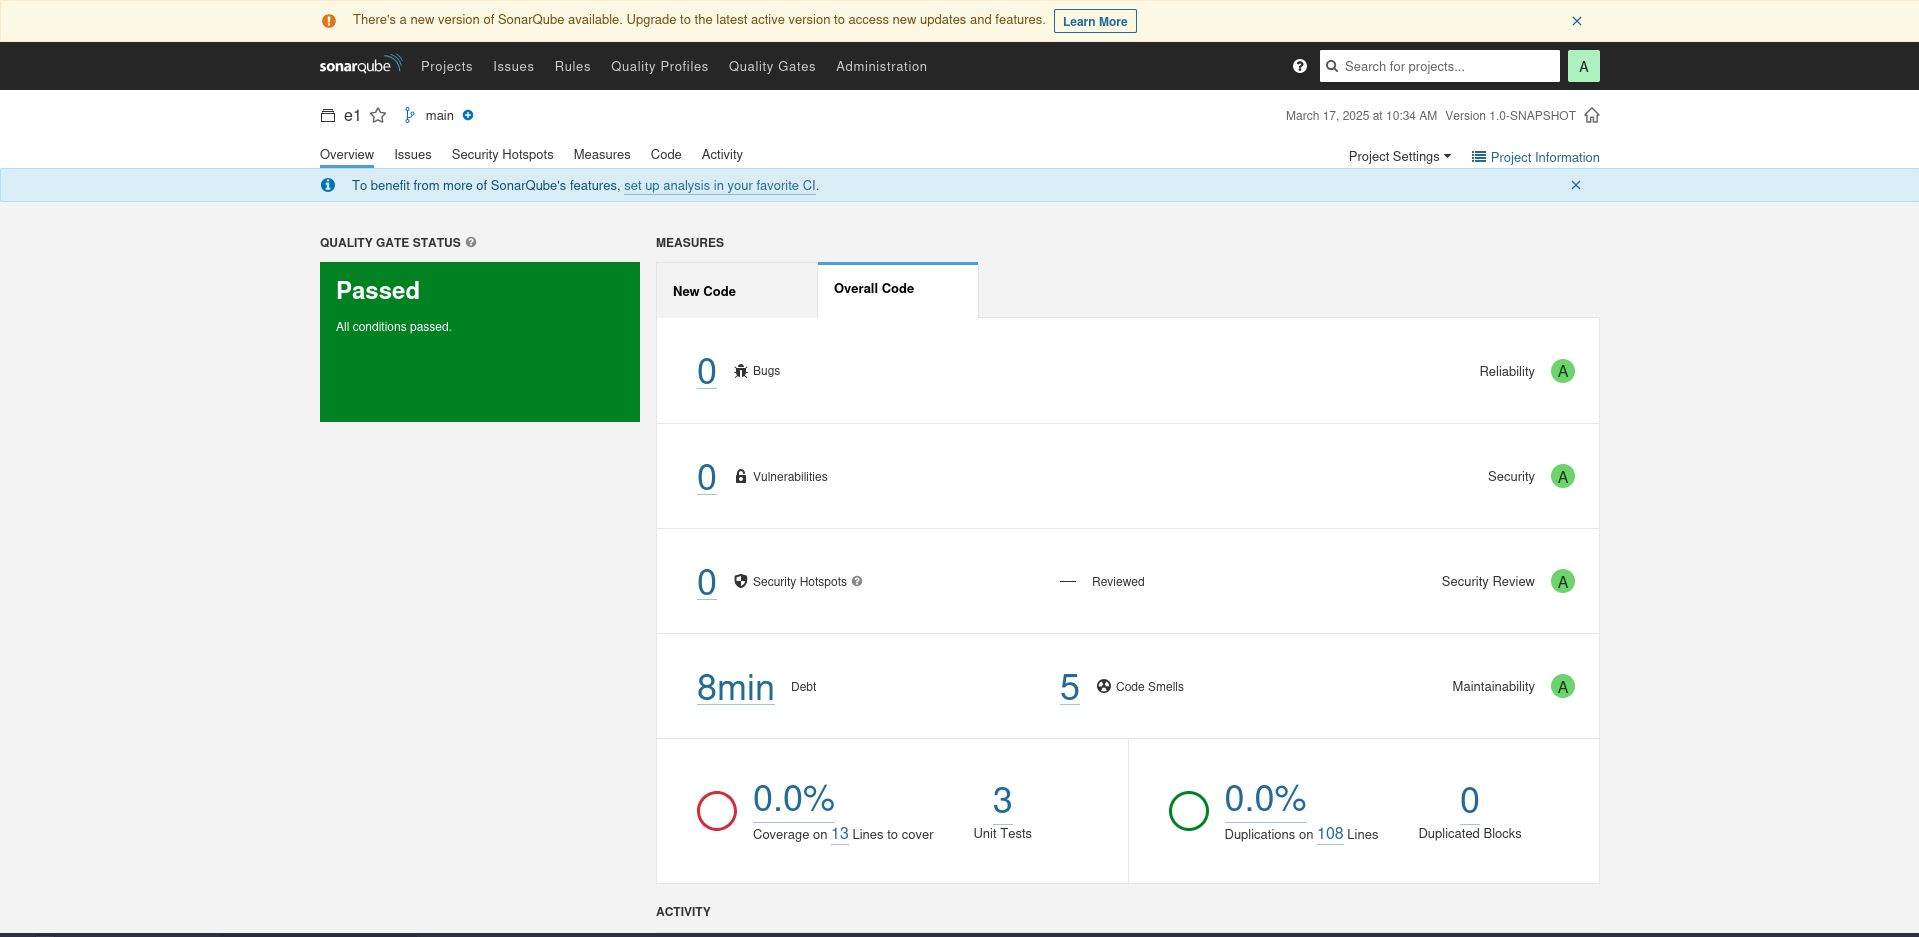 There's a new version of SonarQube available. Upgrade to the latest active version to access new updates and features. Learn More
sonarqube Projects Issues Rules Quality Profiles Quality Gates Administration Search for projects... A
e1 main March 17, 2025 at 10:34 AM Version 1.0-SNAPSHOT
Overview Issues Security Hotspots Measures Code Activity Project Settings Project Information
To benefit from more of SonarQube's features, set up analysis in your favorite CI.
QUALITY GATE STATUS
Passed
All conditions passed.
MEASURES
New Code Overall Code
0 Bugs Reliability A
0 Vulnerabilities Security A
0 Security Hotspots — Reviewed Security Review A
8min Debt 5 Code Smells Maintainability A
0.0%
Coverage on 13 Lines to cover
3
Unit Tests
0.0%
Duplications on 108 Lines
0
Duplicated Blocks
ACTIVITY